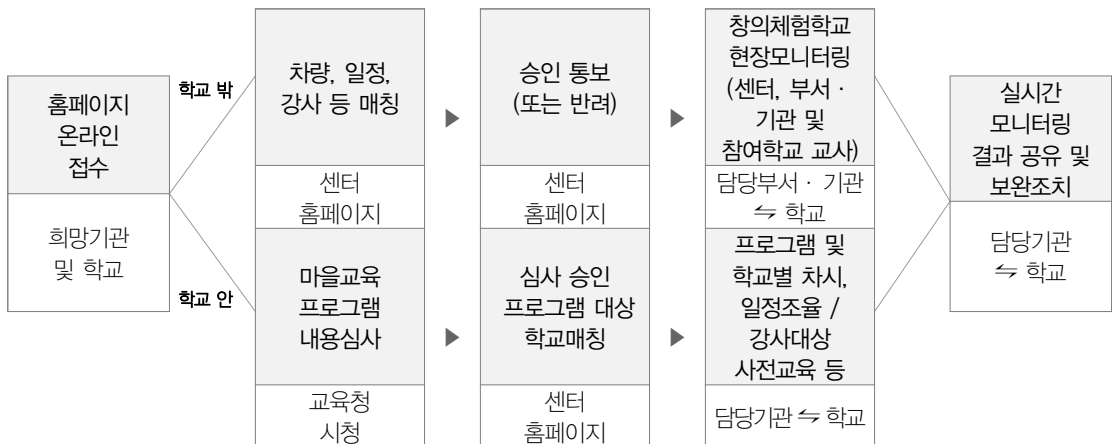 홈페이지
온라인
접수
희망기관
및 학교
학교 밖
차량, 일정,
강사 등 매칭
센터
홈페이지
▶
승인 통보
(또는 반려)
센터
홈페이지
▶
창의체험학교
현장모니터링
(센터, 부서 ·
기관 및
참여학교 교사)
담당부서 · 기관
⇋ 학교
학교 안
마을교육
프로그램
내용심사
교육청
시청
▶
심사 승인
프로그램 대상
학교매칭
센터
홈페이지
▶
프로그램 및
학교별 차시,
일정조율 /
강사대상
사전교육 등
담당기관 ⇋ 학교
실시간
모니터링
결과 공유 및
보완조치
담당기관
⇋ 학교